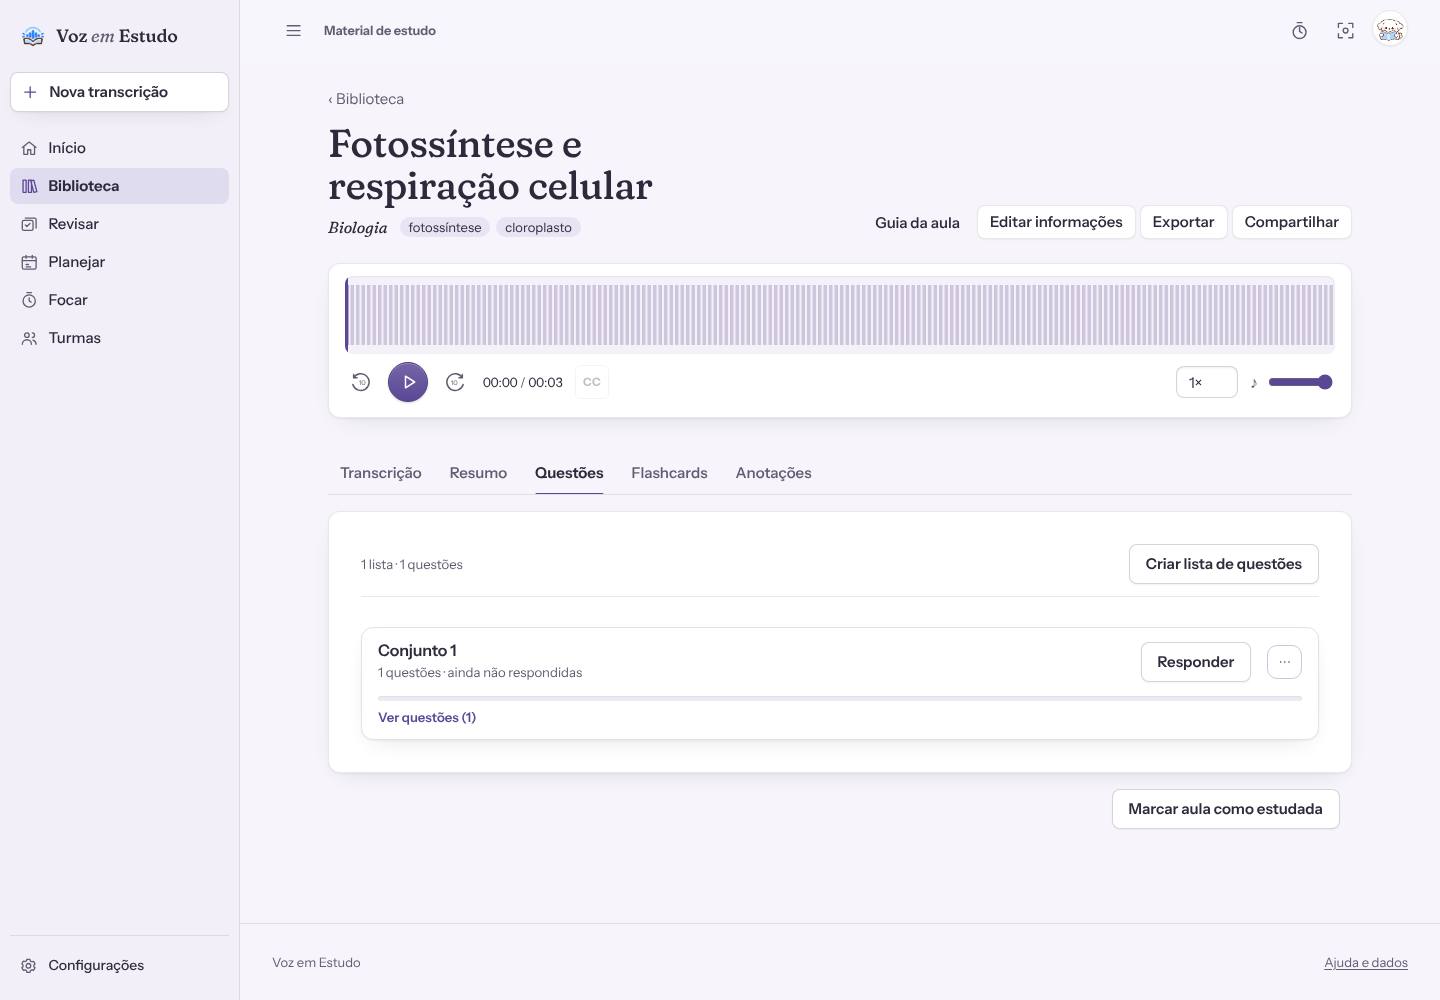 Voz em Estudo
Nova transcrição
Início
Biblioteca
Revisar
Planejar
Focar
Turmas
Configurações
Material de estudo
‹ Biblioteca
Fotossíntese e
respiração celular
Biologia fotossíntese cloroplasto
Guia da aula Editar informações Exportar Compartilhar
10 10 00:00 / 00:03 CC 1× ♪
Transcrição Resumo Questões Flashcards Anotações
1 lista · 1 questões Criar lista de questões
Conjunto 1
1 questões · ainda não respondidas
Responder ...
Ver questões (1)
Marcar aula como estudada
Voz em Estudo Ajuda e dados